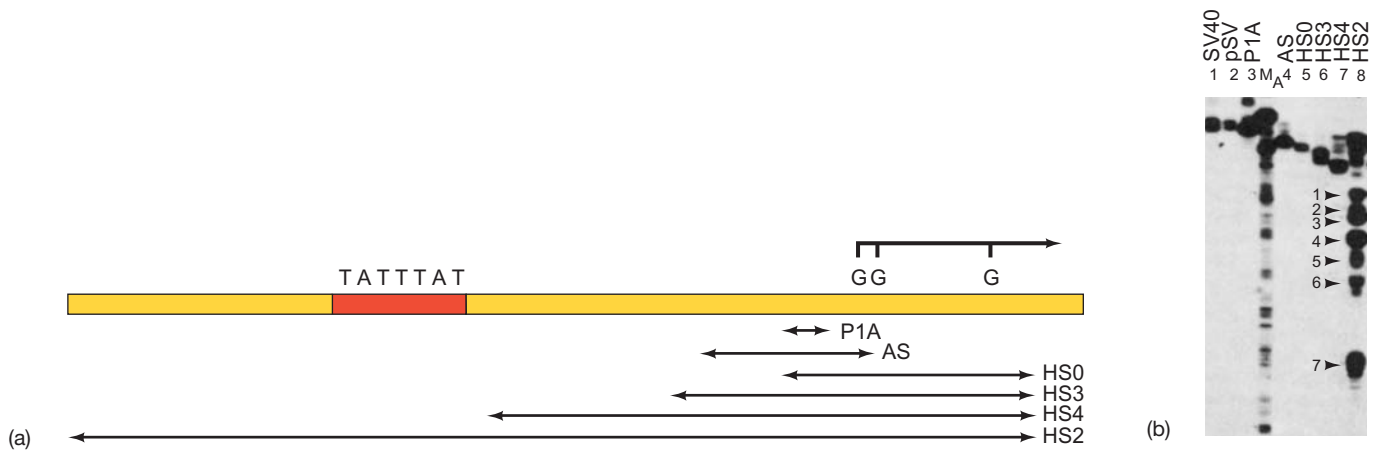 SV40 pSV P1A AS HS0 HS3 HS4 HS2
1 2 3 M A 4 5 6 7 8
TATTTAT
G G G
P1A
AS
HS0
HS3
HS4
HS2
(a)
1
2
3
4
5
6
7
(b)